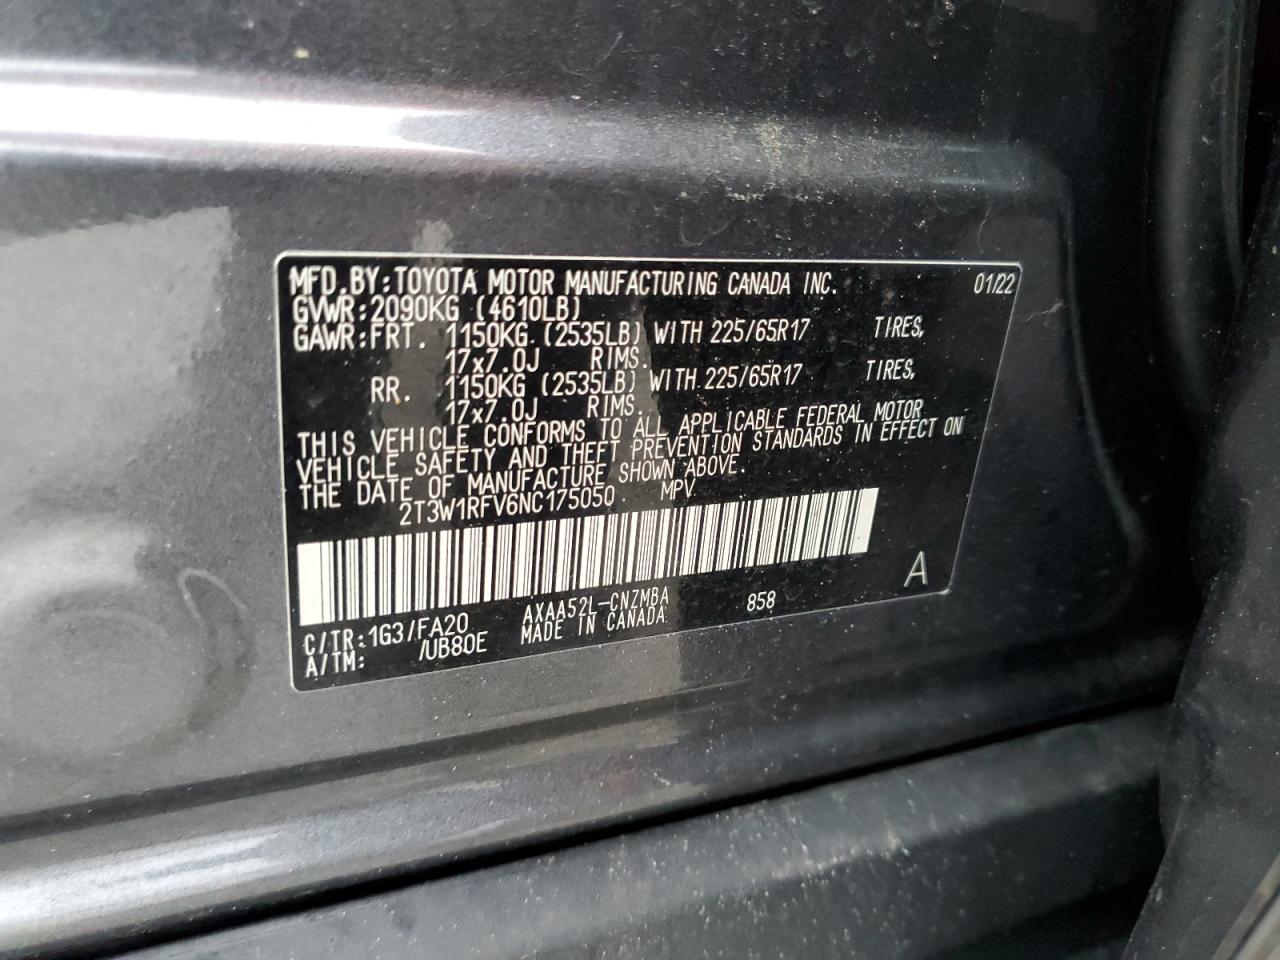 MFD.BY:TOYOTA MOTOR MANUFACTURING CANADA INC. 01/22
GVWR:2090KG (4610LB)
GAWR:FRT. 1150KG (2535LB) WITH 225/65R17 TIRES,
17x7.0J RIMS.
RR. 1150KG (2535LB) WITH 225/65R17 TIRES,
17x7.0J RIMS.
THIS VEHICLE CONFORMS TO ALL APPLICABLE FEDERAL MOTOR
VEHICLE SAFETY AND THEFT PREVENTION STANDARDS IN EFFECT ON
THE DATE OF MANUFACTURE SHOWN ABOVE.
2T3W1RFV6NC175050 MPV
A
C/TR:1G3/FA20 AXAA52L-CNZMBA 858
A/TM: /UB80E MADE IN CANADA